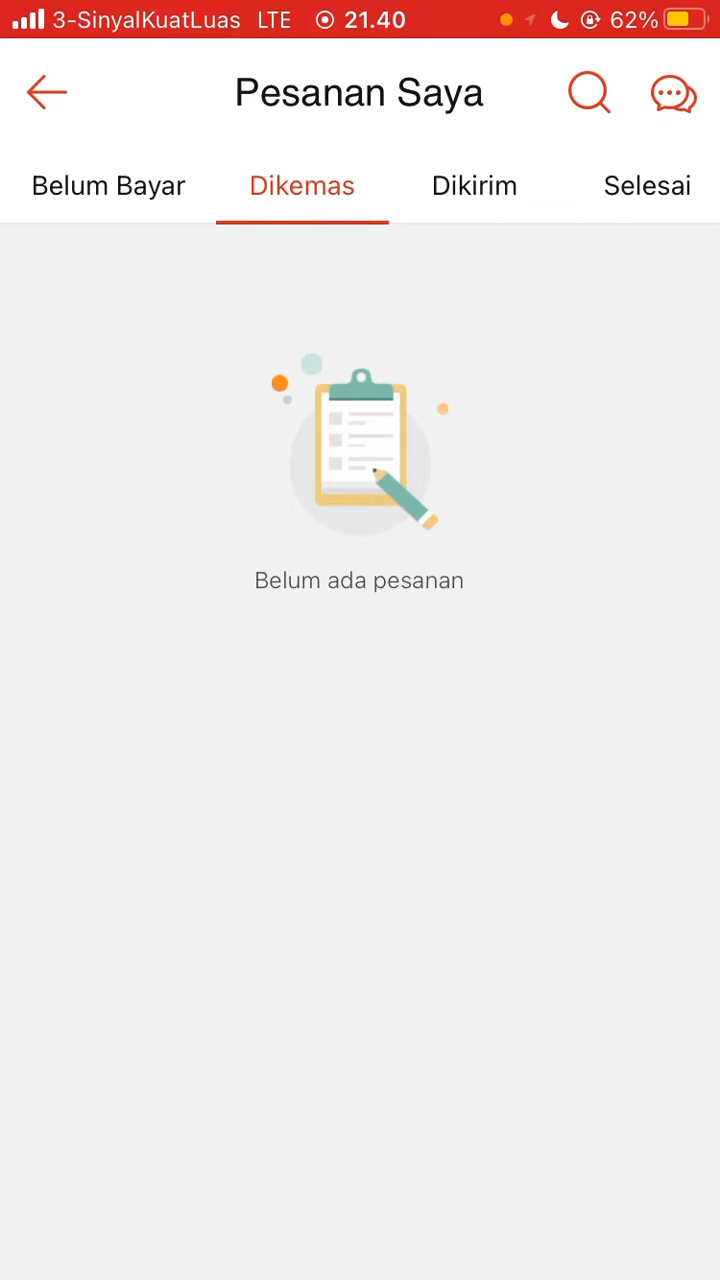 3-SinyalKuatLuas LTE 21.40 62%
Pesanan Saya
Belum Bayar Dikemas Dikirim Selesai
Belum ada pesanan